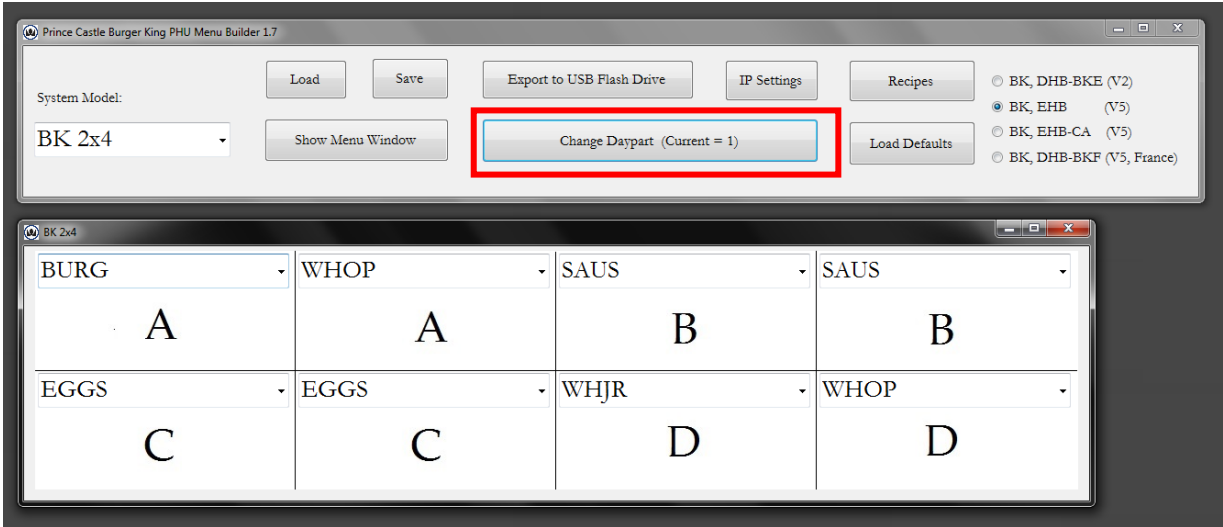 Prince Castle Burger King PHU Menu Builder 1.7
Load Save Export to USB Flash Drive IP Settings Recipes
System Model:
BK 2x4
Show Menu Window Change Daypart (Current = 1) Load Defaults
BK, DHB-BKE (V2)
BK, EHB (V5)
BK, EHB-CA (V5)
BK, DHB-BKF (V5, France)
BK 2x4
BURG WHOP SAUS SAUS
A A B B
EGGS EGGS WHJR WHOP
C C D D